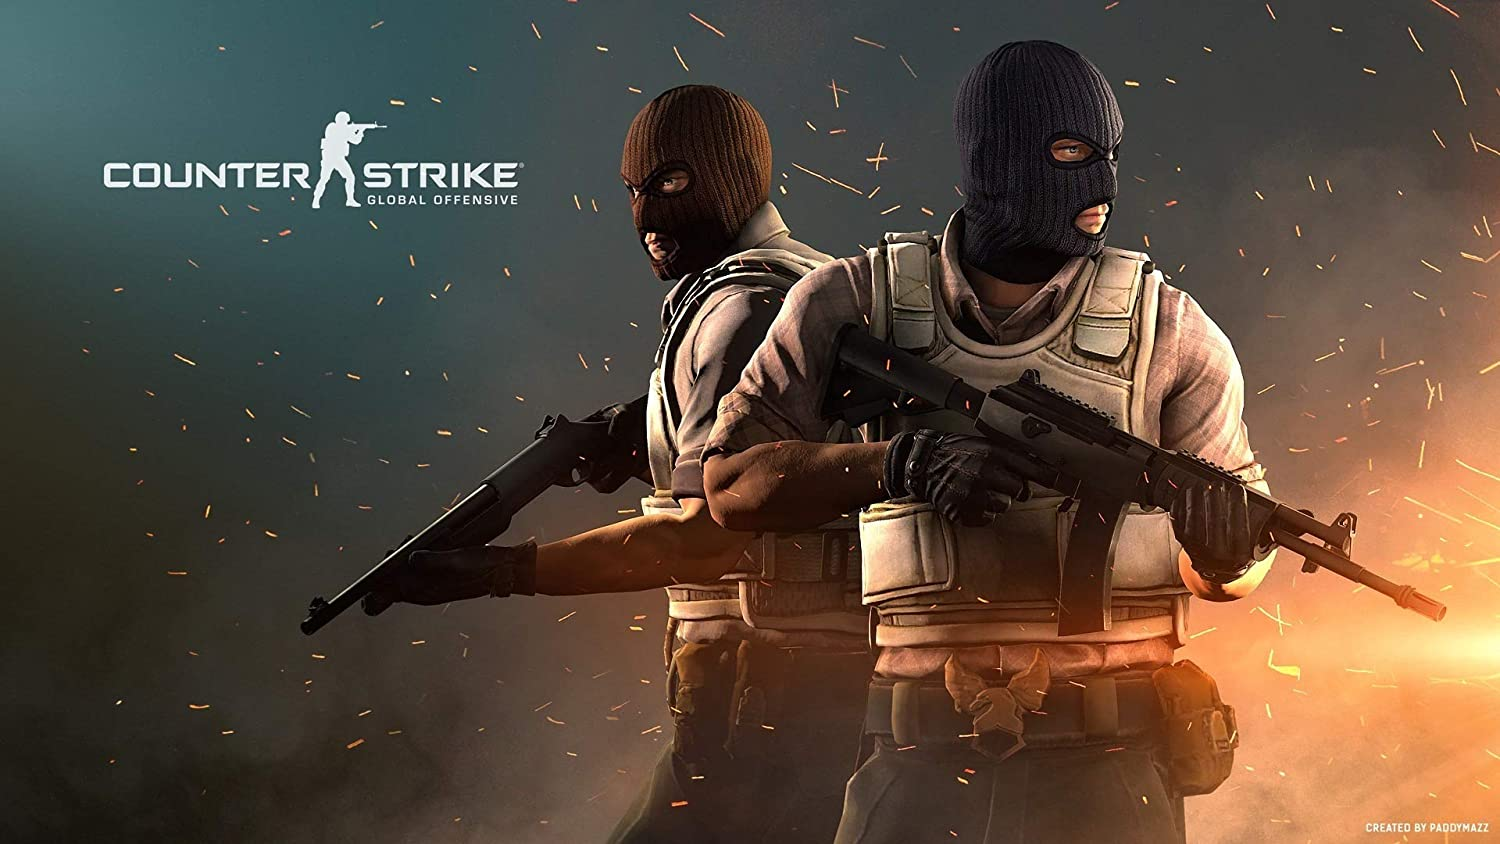 COUNTER STRIKE®
GLOBAL OFFENSIVE
CREATED BY PADDYMAZZ